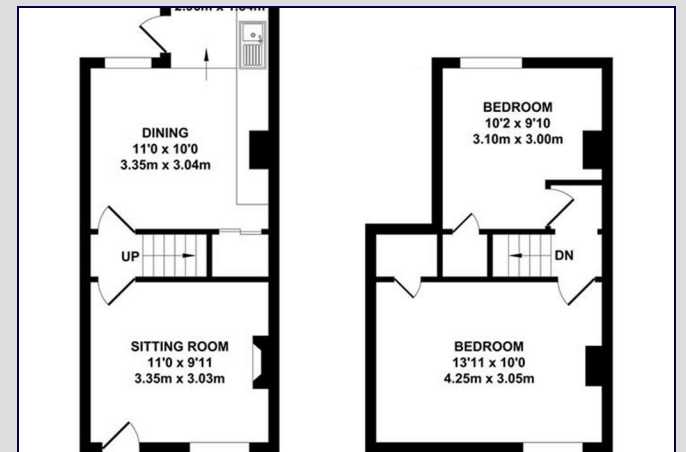 DINING
11'0 x 10'0
3.35m x 3.04m
UP
SITTING ROOM
11'0 x 9'11
3.35m x 3.03m
BEDROOM
10'2 x 9'10
3.10m x 3.00m
DN
BEDROOM
13'11 x 10'0
4.25m x 3.05m